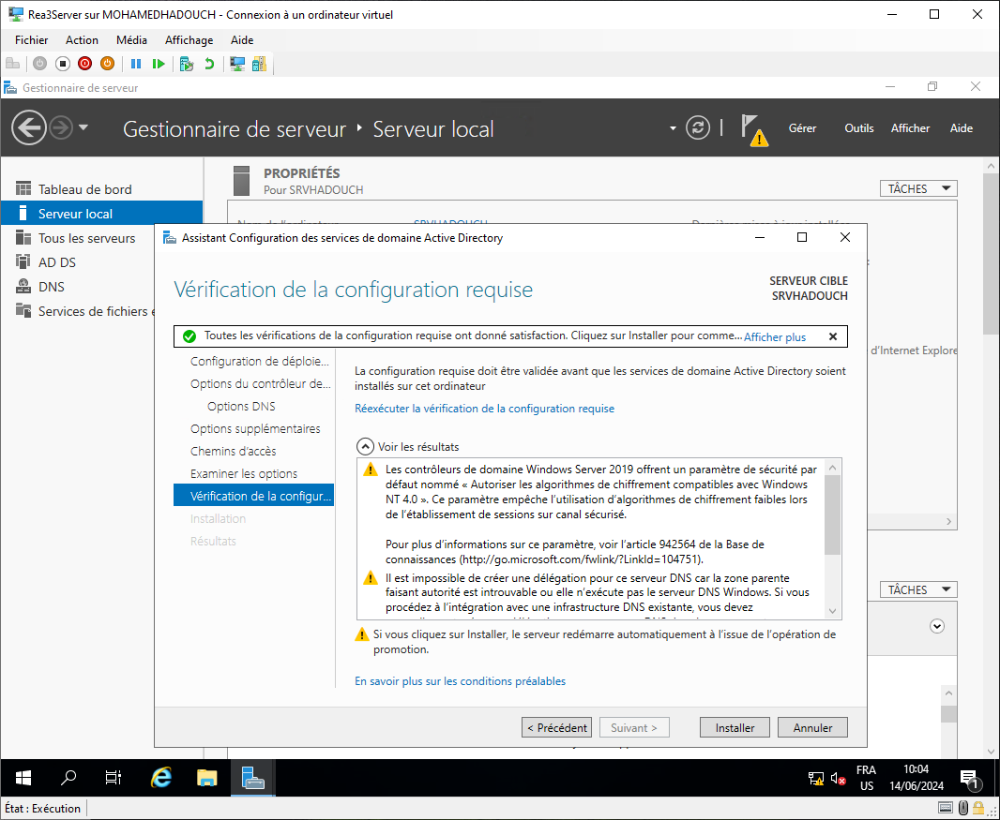 Rea3Server sur MOHAMEDHADOUCH - Connexion à un ordinateur virtuel
Fichier Action Média Affichage Aide
Gestionnaire de serveur
Gestionnaire de serveur ‣ Serveur local
Gérer Outils Afficher Aide
Tableau de bord
Serveur local
Tous les serveurs
AD DS
DNS
Services de fichiers
PROPRIÉTÉS
Pour SRVHADOUCH
TÂCHES
SRVHADOUCH
d'Internet Explore
Assistant Configuration des services de domaine Active Directory
Vérification de la configuration requise
SERVEUR CIBLE
SRVHADOUCH
Toutes les vérifications de la configuration requise ont donné satisfaction. Cliquez sur Installer pour comme... Afficher plus
Configuration de déploie...
Options du contrôleur de...
Options DNS
Options supplémentaires
Chemins d'accès
Examiner les options
Vérification de la configur...
Installation
Résultats
La configuration requise doit être validée avant que les services de domaine Active Directory soient
installés sur cet ordinateur
Réexécuter la vérification de la configuration requise
Voir les résultats
Les contrôleurs de domaine Windows Server 2019 offrent un paramètre de sécurité par
défaut nommé « Autoriser les algorithmes de chiffrement compatibles avec Windows
NT 4.0 ». Ce paramètre empêche l'utilisation d'algorithmes de chiffrement faibles lors
de l'établissement de sessions sur canal sécurisé.
Pour plus d'informations sur ce paramètre, voir l'article 942564 de la Base de
connaissances (http://go.microsoft.com/fwlink/?LinkId=104751).
Il est impossible de créer une délégation pour ce serveur DNS car la zone parente
faisant autorité est introuvable ou elle n'exécute pas le serveur DNS Windows. Si vous
procédez à l'intégration avec une infrastructure DNS existante, vous devez
Si vous cliquez sur Installer, le serveur redémarre automatiquement à l'issue de l'opération de
promotion.
En savoir plus sur les conditions préalables
< Précédent Suivant > Installer Annuler
TÂCHES
FRA
US
10:04
14/06/2024
1
État : Exécution